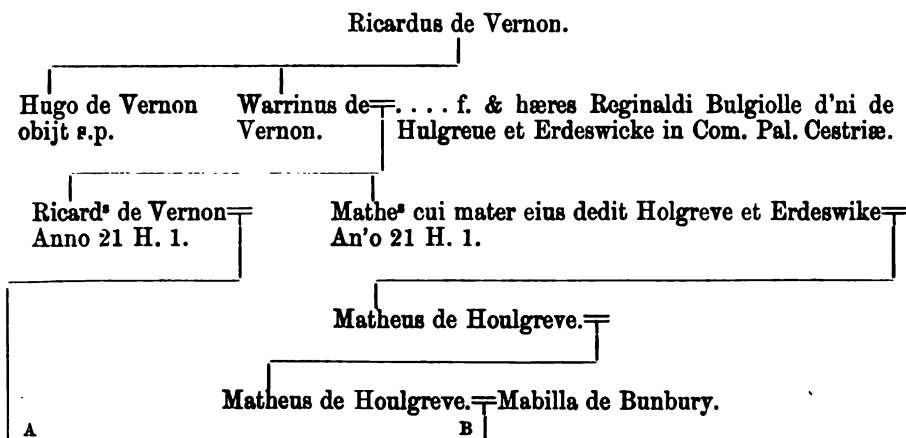 Ricardus de Vernon.
Hugo de Vernon
obijt s.p.
Warrinus de
Vernon.
.... f. & hæres Reginaldi Bulgiolle d'ni de
Hulgreue et Erdeswicke in Com. Pal. Cestriæ.
Ricardˢ de Vernon
Anno 21 H. 1.
Matheˢ cui mater eius dedit Holgreve et Erdeswike
An'o 21 H. 1.
Matheus de Houlgreve.
Matheus de Houlgreve.=Mabilla de Bunbury.
A B